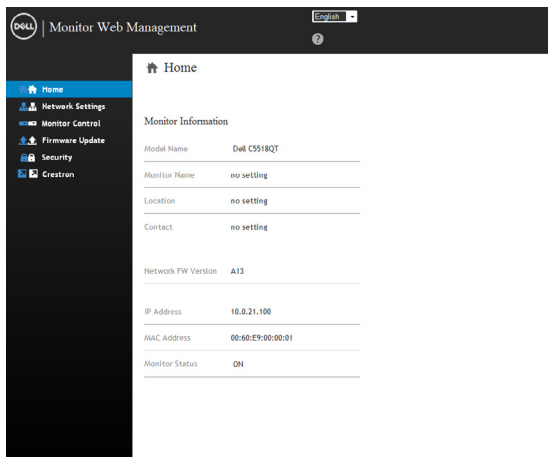 DELL
Monitor Web Management
English
?
Home
Network Settings
Monitor Control
Firmware Update
Security
Crestron
Home
Monitor Information
Model Name Dell C5518QT
Monitor Name no setting
Location no setting
Contact no setting
Network FW Version A13
IP Address 10.0.21.100
MAC Address 00:60:E9:00:00:01
Monitor Status ON